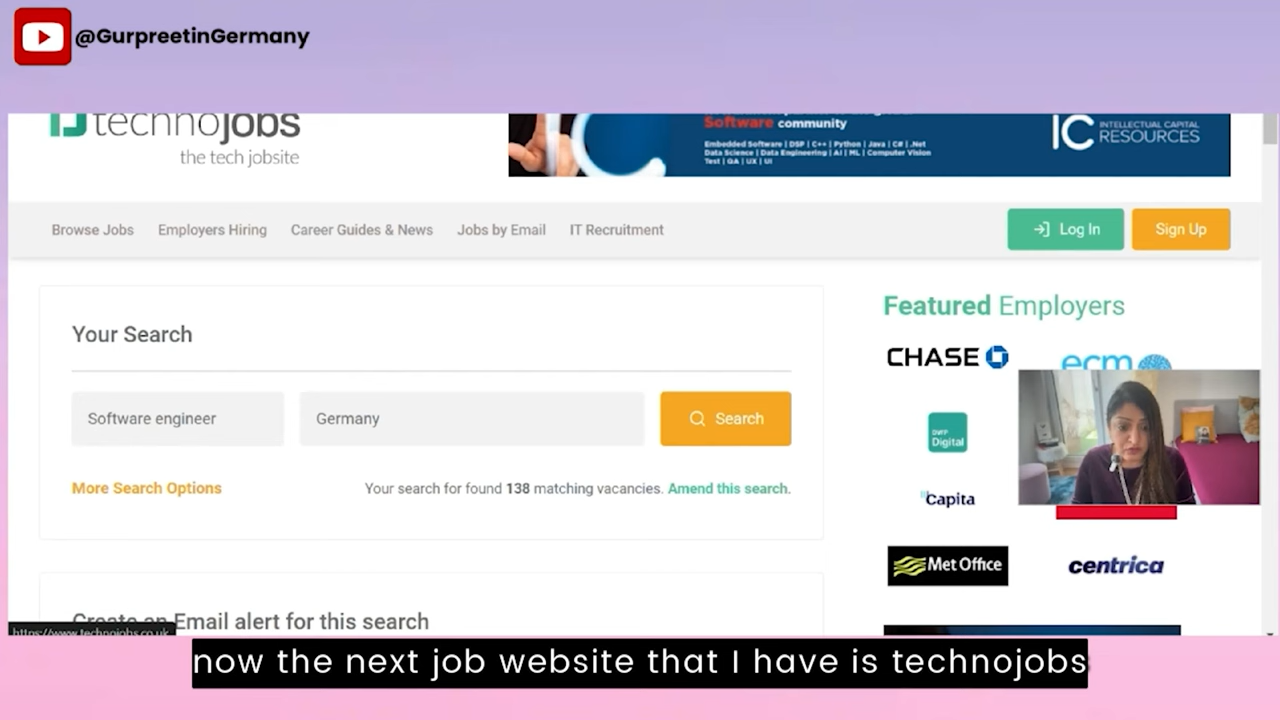 @GurpreetinGermany
technojobs
the tech jobsite
Software community
Embedded Software | DSP | C++ | Python | Java | C# | .Net
Data Science | Data Engineering | AI | ML | Computer Vision
Test | QA | UX | UI
IC INTELLECTUAL CAPITAL
RESOURCES
Browse Jobs Employers Hiring Career Guides & News Jobs by Email IT Recruitment
Log In Sign Up
Your Search
Software engineer Germany Search
More Search Options Your search for found 138 matching vacancies. Amend this search.
Create an Email alert for this search
Featured Employers
CHASE ecm
DWP
Digital
Capita
Met Office centrica
https://www.technojobs.co.uk
now the next job website that I have is technojobs